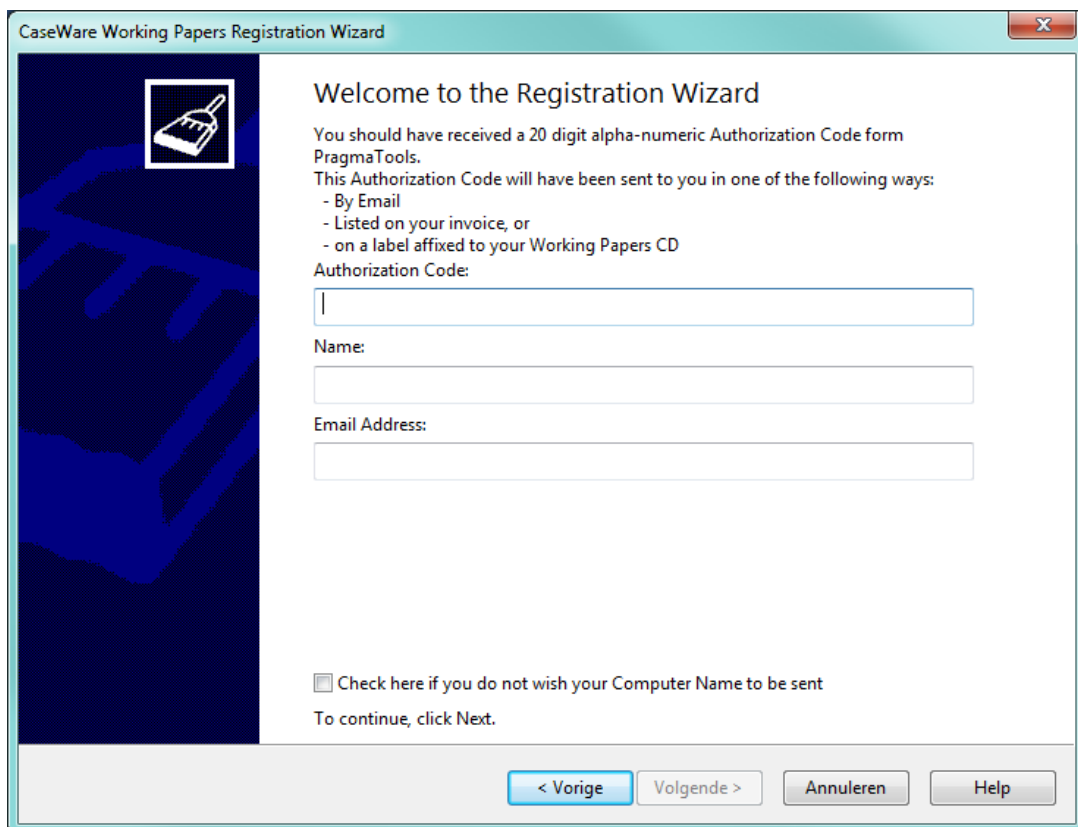 CaseWare Working Papers Registration Wizard
Welcome to the Registration Wizard
You should have received a 20 digit alpha-numeric Authorization Code form
PragmaTools.
This Authorization Code will have been sent to you in one of the following ways:
- By Email
- Listed on your invoice, or
- on a label affixed to your Working Papers CD
Authorization Code:
Name:
Email Address:
Check here if you do not wish your Computer Name to be sent
To continue, click Next.
< Vorige
Volgende >
Annuleren
Help